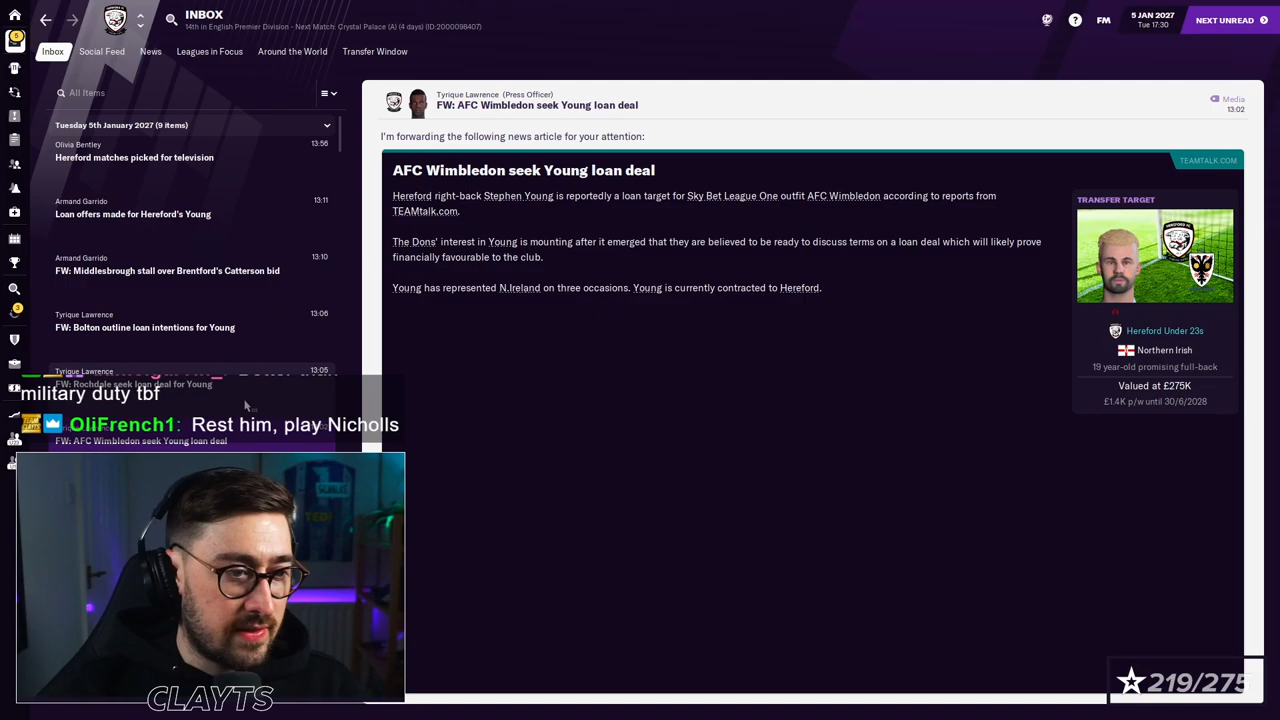 INBOX
14th in English Premier Division - Next Match: Crystal Palace (A) (4 days) (ID:2000098407)
FM
5 JAN 2027
Tue 17:30
NEXT UNREAD
5
Inbox
Social Feed
News
Leagues in Focus
Around the World
Transfer Window
All Items
Tuesday 5th January 2027 (9 items)
Olivia Bentley 13:56
Hereford matches picked for television
Armand Garrido 13:11
Loan offers made for Hereford's Young
Armand Garrido 13:10
FW: Middlesbrough stall over Brentford's Catterson bid
3
Tyrique Lawrence 13:06
FW: Bolton outline loan intentions for Young
Tyrique Lawrence 13:05
FW: Rochdale seek loan deal for Young
military duty tbf
OliFrench1: Rest him, play Nicholls
FW: AFC Wimbledon seek Young loan deal
Tyrique Lawrence (Press Officer)
FW: AFC Wimbledon seek Young loan deal
Media
13:02
I'm forwarding the following news article for your attention:
AFC Wimbledon seek Young loan deal
TEAMTALK.COM
Hereford right-back Stephen Young is reportedly a loan target for Sky Bet League One outfit AFC Wimbledon according to reports from
TEAMtalk.com.
The Dons' interest in Young is mounting after it emerged that they are believed to be ready to discuss terms on a loan deal which will likely prove
financially favourable to the club.
Young has represented N.Ireland on three occasions. Young is currently contracted to Hereford.
TRANSFER TARGET
Hereford Under 23s
Northern Irish
19 year-old promising full-back
Valued at £275K
£1.4K p/w until 30/6/2028
CLAYTS
219/275